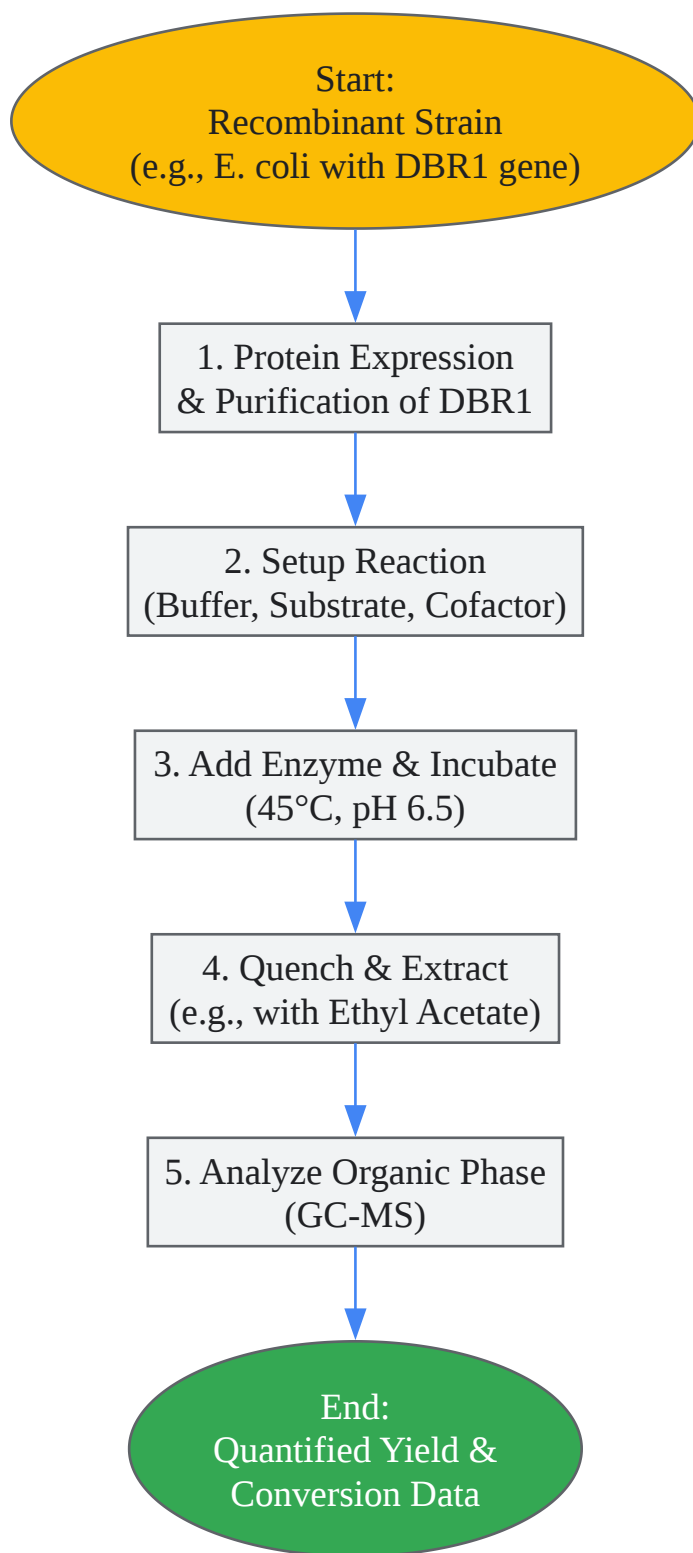 Start:
Recombinant Strain
(e.g., E. coli with DBR1 gene)
1. Protein Expression
& Purification of DBR1
2. Setup Reaction
(Buffer, Substrate, Cofactor)
3. Add Enzyme & Incubate
(45°C, pH 6.5)
4. Quench & Extract
(e.g., with Ethyl Acetate)
5. Analyze Organic Phase
(GC-MS)
End:
Quantified Yield &
Conversion Data